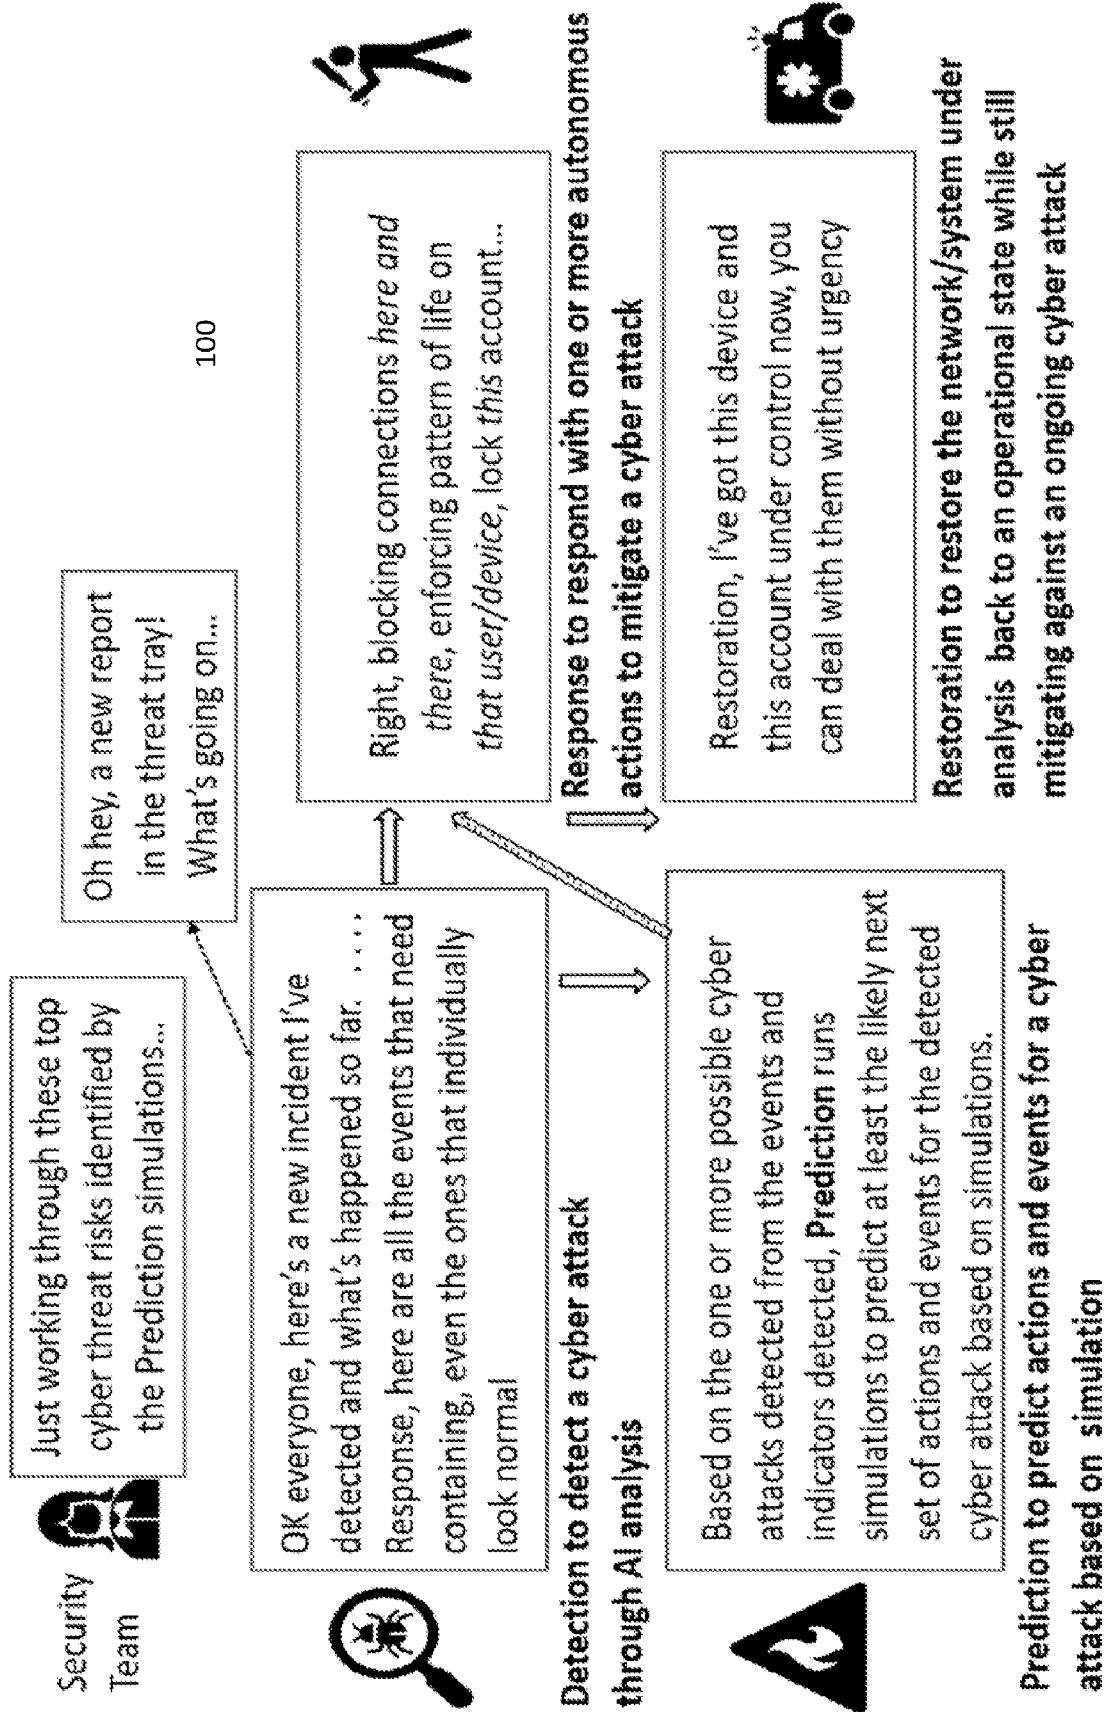 Security
Team
Just working through these top
cyber threat risks identified by
the Prediction simulations...
Oh hey, a new report
in the threat tray!
What's going on...
100
OK everyone, here's a new incident I've
detected and what's happened so far. ....
Response, here are all the events that need
containing, even the ones that individually
look normal
Detection to detect a cyber attack
through AI analysis
Right, blocking connections here and
there, enforcing pattern of life on
that user/device, lock this account...
Response to respond with one or more autonomous
actions to mitigate a cyber attack
Based on the one or more possible cyber
attacks detected from the events and
indicators detected, Prediction runs
simulations to predict at least the likely next
set of actions and events for the detected
cyber attack based on simulations.
Prediction to predict actions and events for a cyber
attack based on simulation
Restoration, I've got this device and
this account under control now, you
can deal with them without urgency
Restoration to restore the network/system under
analysis back to an operational state while still
mitigating against an ongoing cyber attack